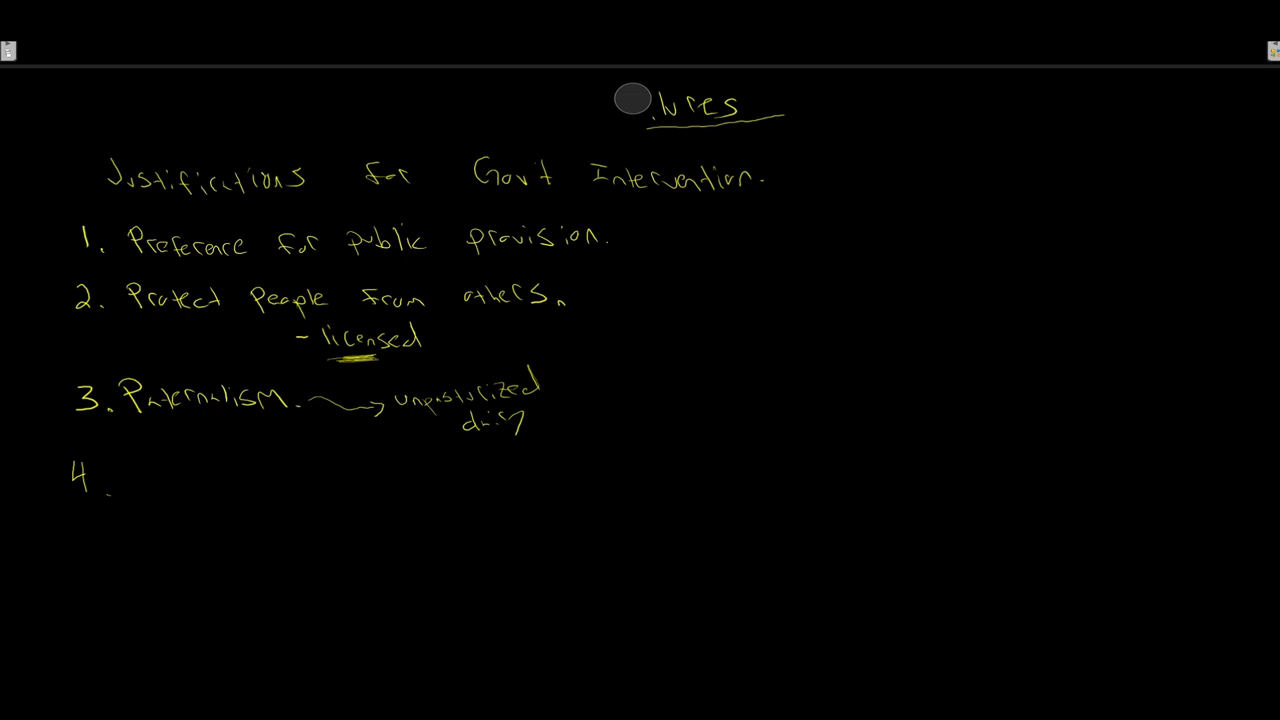 Justifications for Gov't Intervention.
1. Preference for public provision.
2. Protect people from others.
- licensed
3. Paternalism. → unpasturized
dairy
4.